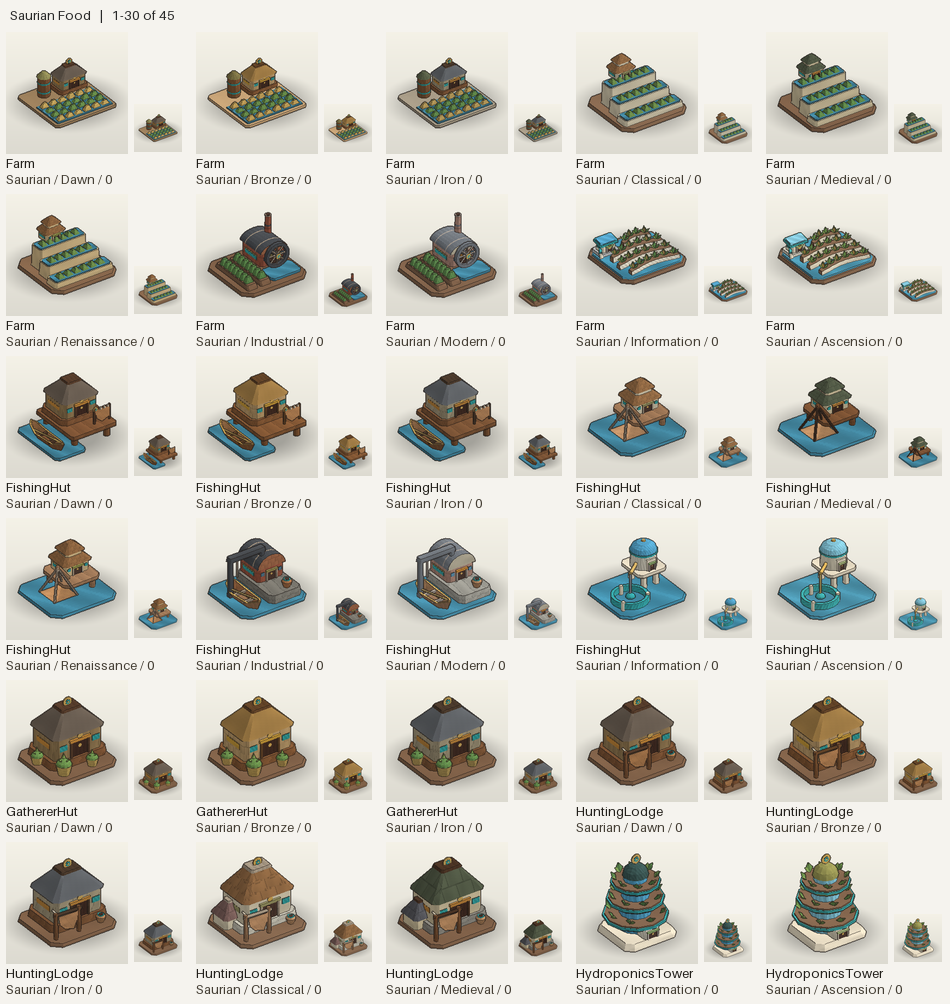 Saurian Food | 1-30 of 45
Farm
Saurian / Dawn / 0
Farm
Saurian / Bronze / 0
Farm
Saurian / Iron / 0
Farm
Saurian / Classical / 0
Farm
Saurian / Medieval / 0
Farm
Saurian / Renaissance / 0
Farm
Saurian / Industrial / 0
Farm
Saurian / Modern / 0
Farm
Saurian / Information / 0
Farm
Saurian / Ascension / 0
FishingHut
Saurian / Dawn / 0
FishingHut
Saurian / Bronze / 0
FishingHut
Saurian / Iron / 0
FishingHut
Saurian / Classical / 0
FishingHut
Saurian / Medieval / 0
FishingHut
Saurian / Renaissance / 0
FishingHut
Saurian / Industrial / 0
FishingHut
Saurian / Modern / 0
FishingHut
Saurian / Information / 0
FishingHut
Saurian / Ascension / 0
GathererHut
Saurian / Dawn / 0
GathererHut
Saurian / Bronze / 0
GathererHut
Saurian / Iron / 0
HuntingLodge
Saurian / Dawn / 0
HuntingLodge
Saurian / Bronze / 0
HuntingLodge
Saurian / Iron / 0
HuntingLodge
Saurian / Classical / 0
HuntingLodge
Saurian / Medieval / 0
HydroponicsTower
Saurian / Information / 0
HydroponicsTower
Saurian / Ascension / 0